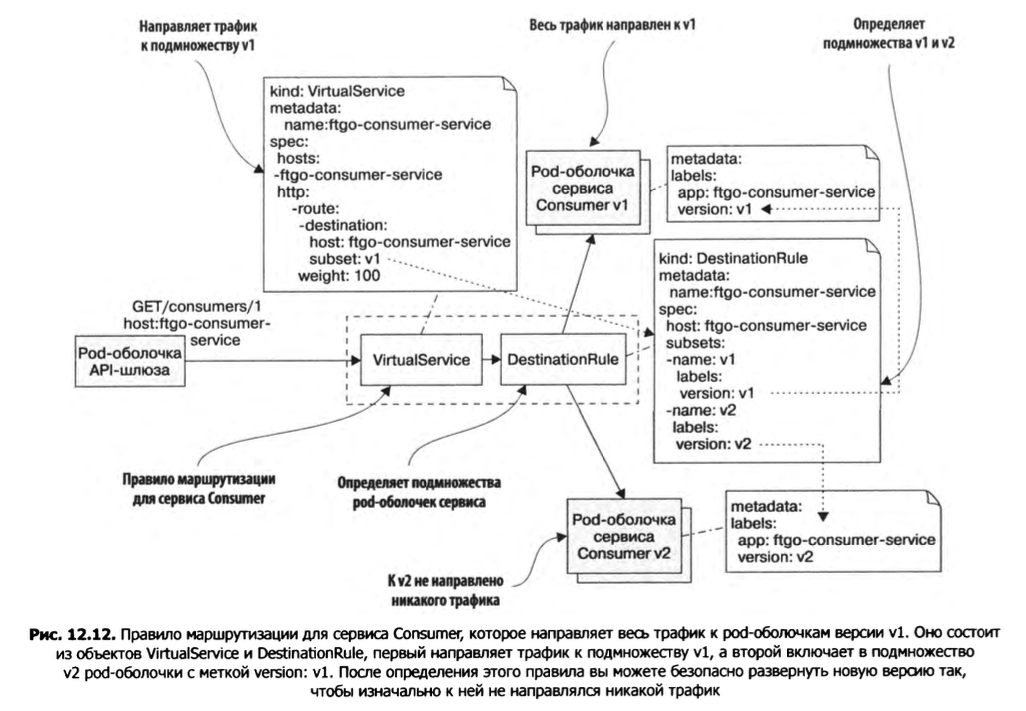 Направляет трафик
к подмножеству v1
Весь трафик направлен к v1
Определяет
подмножества v1 и v2
kind: VirtualService
metadata:
name:ftgo-consumer-service
spec:
hosts:
-ftgo-consumer-service
http:
-route:
-destination:
host: ftgo-consumer-service
subset: v1
weight: 100
Pod-оболочка
сервиса
Consumer v1
metadata:
labels:
app: ftgo-consumer-service
version: v1
kind: DestinationRule
metadata:
name:ftgo-consumer-service
spec:
host: ftgo-consumer-service
subsets:
-name: v1
labels:
version: v1
-name: v2
labels:
version: v2
GET/consumers/1
host:ftgo-consumer-
service
Pod-оболочка
API-шлюза
VirtualService
DestinationRule
Правило маршрутизации
для сервиса Consumer
Определяет подмножества
pod-оболочек сервиса
Pod-оболочка
сервиса
Consumer v2
metadata:
labels:
app: ftgo-consumer-service
version: v2
К v2 не направлено
никакого трафика
Рис. 12.12. Правило маршрутизации для сервиса Consumer, которое направляет весь трафик к pod-оболочкам версии v1. Оно состоит
из объектов VirtualService и DestinationRule, первый направляет трафик к подмножеству v1, а второй включает в подмножество
v2 pod-оболочки с меткой version: v1. После определения этого правила вы можете безопасно развернуть новую версию так,
чтобы изначально к ней не направлялся никакой трафик